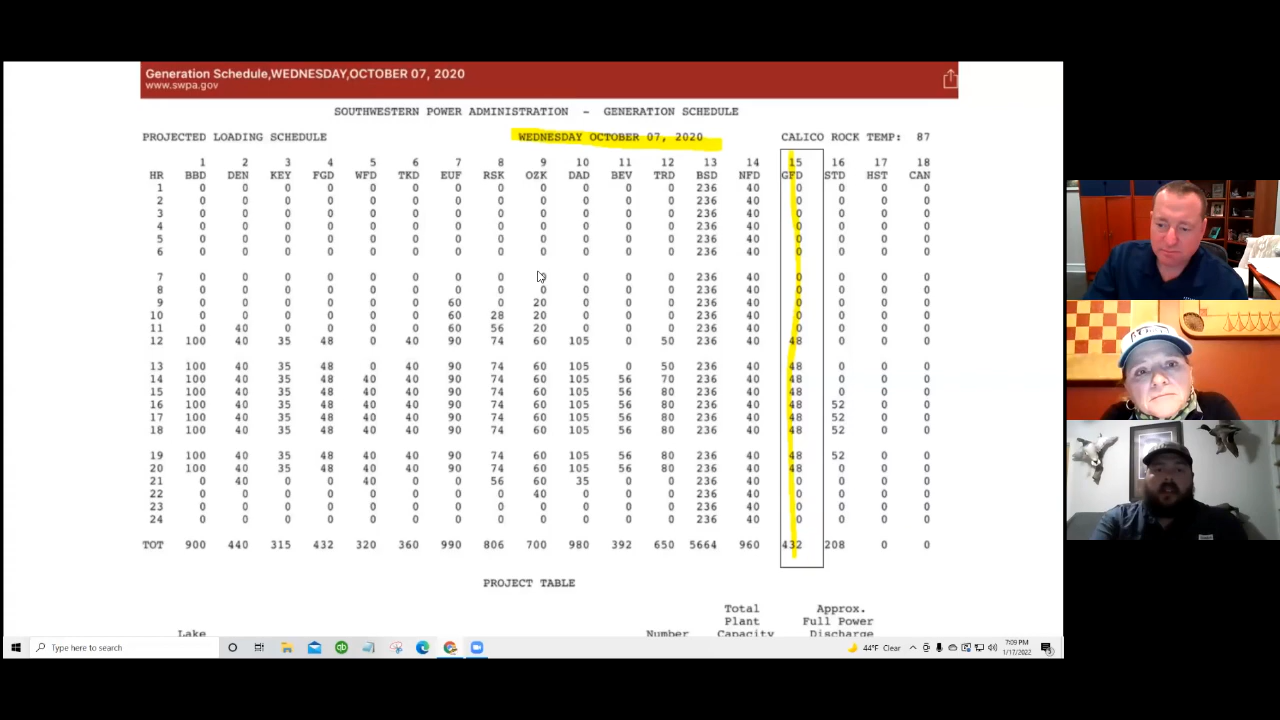 Generation Schedule,WEDNESDAY,OCTOBER 07, 2020
www.swpa.gov
SOUTHWESTERN POWER ADMINISTRATION - GENERATION SCHEDULE
PROJECTED LOADING SCHEDULE WEDNESDAY OCTOBER 07, 2020 CALICO ROCK TEMP: 87
1 2 3 4 5 6 7 8 9 10 11 12 13 14 15 16 17 18
HR BBD DEN KEY FGD WFD TKD EUF RSK OZK DAD BEV TRD BSD NFD GFD STD HST CAN
1 0 0 0 0 0 0 0 0 0 0 0 0 236 40 0 0 0 0
2 0 0 0 0 0 0 0 0 0 0 0 0 236 40 0 0 0 0
3 0 0 0 0 0 0 0 0 0 0 0 0 236 40 0 0 0 0
4 0 0 0 0 0 0 0 0 0 0 0 0 236 40 0 0 0 0
5 0 0 0 0 0 0 0 0 0 0 0 0 236 40 0 0 0 0
6 0 0 0 0 0 0 0 0 0 0 0 0 236 40 0 0 0 0
7 0 0 0 0 0 0 0 0 0 0 0 0 236 40 0 0 0 0
8 0 0 0 0 0 0 0 0 0 0 0 0 236 40 0 0 0 0
9 0 0 0 0 0 0 60 0 20 0 0 0 236 40 0 0 0 0
10 0 0 0 0 0 0 60 28 20 0 0 0 236 40 0 0 0 0
11 0 40 0 0 0 0 60 56 20 0 0 0 236 40 0 0 0 0
12 100 40 35 48 0 40 90 74 60 105 0 50 236 40 48 0 0 0
13 100 40 35 48 0 40 90 74 60 105 0 50 236 40 48 0 0 0
14 100 40 35 48 40 40 90 74 60 105 56 70 236 40 48 0 0 0
15 100 40 35 48 40 40 90 74 60 105 56 80 236 40 48 0 0 0
16 100 40 35 48 40 40 90 74 60 105 56 80 236 40 48 52 0 0
17 100 40 35 48 40 40 90 74 60 105 56 80 236 40 48 52 0 0
18 100 40 35 48 40 40 90 74 60 105 56 80 236 40 48 52 0 0
19 100 40 35 48 40 40 90 74 60 105 56 80 236 40 48 52 0 0
20 100 40 35 48 40 40 90 74 60 105 56 80 236 40 48 0 0 0
21 0 40 0 0 40 0 0 56 60 35 0 0 236 40 0 0 0 0
22 0 0 0 0 0 0 0 0 40 0 0 0 236 40 0 0 0 0
23 0 0 0 0 0 0 0 0 0 0 0 0 236 40 0 0 0 0
24 0 0 0 0 0 0 0 0 0 0 0 0 236 40 0 0 0 0
TOT 900 440 315 432 320 360 990 806 700 980 392 650 5664 960 432 208 0 0
PROJECT TABLE
Total Approx.
Plant Full Power
Lake Number Capacity Discharge
Type here to search
44°F Clear
7:09 PM
1/17/2022